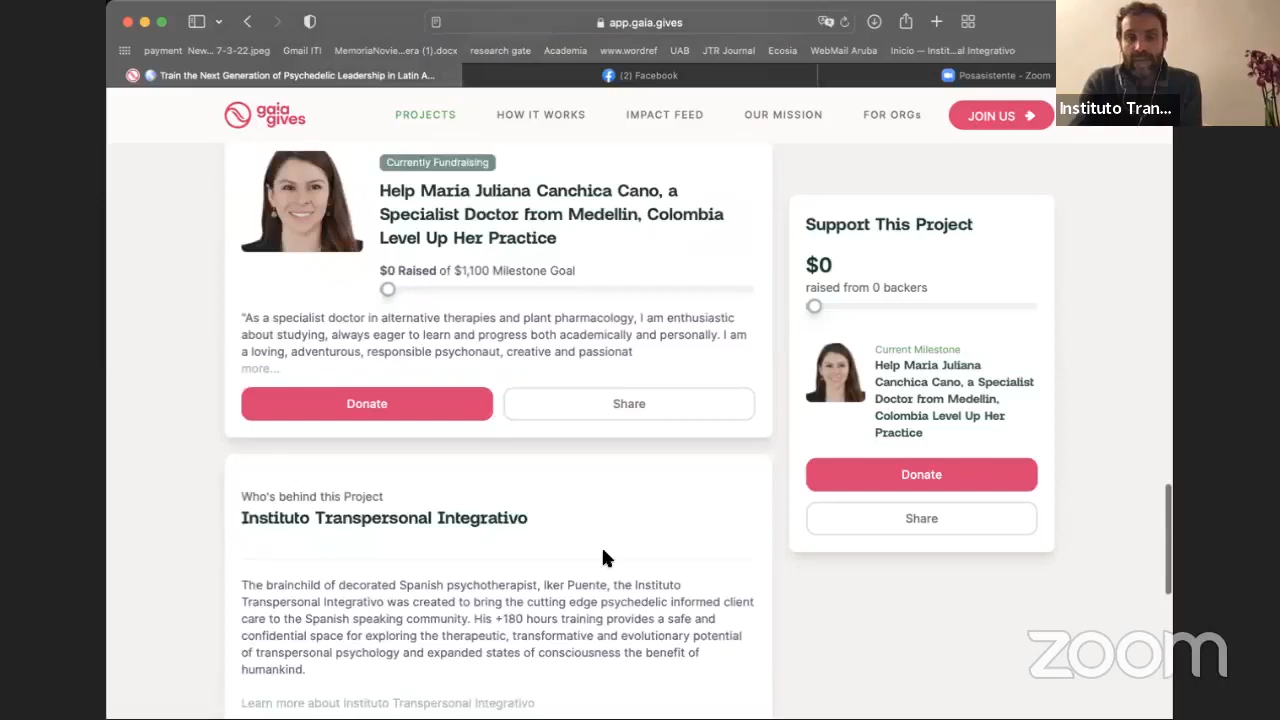 app.gaia.gives
payment New... 7-3-22.jpeg Gmail ITI MemoriaNovie...era (1).docx research gate Academia www.wordref UAB JTR Journal Ecosia WebMail Aruba Inicio — Instit...al Integrativo
Train the Next Generation of Psychedelic Leadership in Latin A... (2) Facebook Posasistente - Zoom
Instituto Tran...
gaia gives PROJECTS HOW IT WORKS IMPACT FEED OUR MISSION FOR ORGs JOIN US
Currently Fundraising
Help Maria Juliana Canchica Cano, a
Specialist Doctor from Medellin, Colombia
Level Up Her Practice
$0 Raised of $1,100 Milestone Goal
"As a specialist doctor in alternative therapies and plant pharmacology, I am enthusiastic
about studying, always eager to learn and progress both academically and personally. I am
a loving, adventurous, responsible psychonaut, creative and passionat
more...
Donate Share
Who's behind this Project
Instituto Transpersonal Integrativo
The brainchild of decorated Spanish psychotherapist, Iker Puente, the Instituto
Transpersonal Integrativo was created to bring the cutting edge psychedelic informed client
care to the Spanish speaking community. His +180 hours training provides a safe and
confidential space for exploring the therapeutic, transformative and evolutionary potential
of transpersonal psychology and expanded states of consciousness the benefit of
humankind.
Learn more about Instituto Transpersonal Integrativo
Support This Project
$0
raised from 0 backers
Current Milestone
Help Maria Juliana
Canchica Cano, a Specialist
Doctor from Medellin,
Colombia Level Up Her
Practice
Donate
Share
zoom